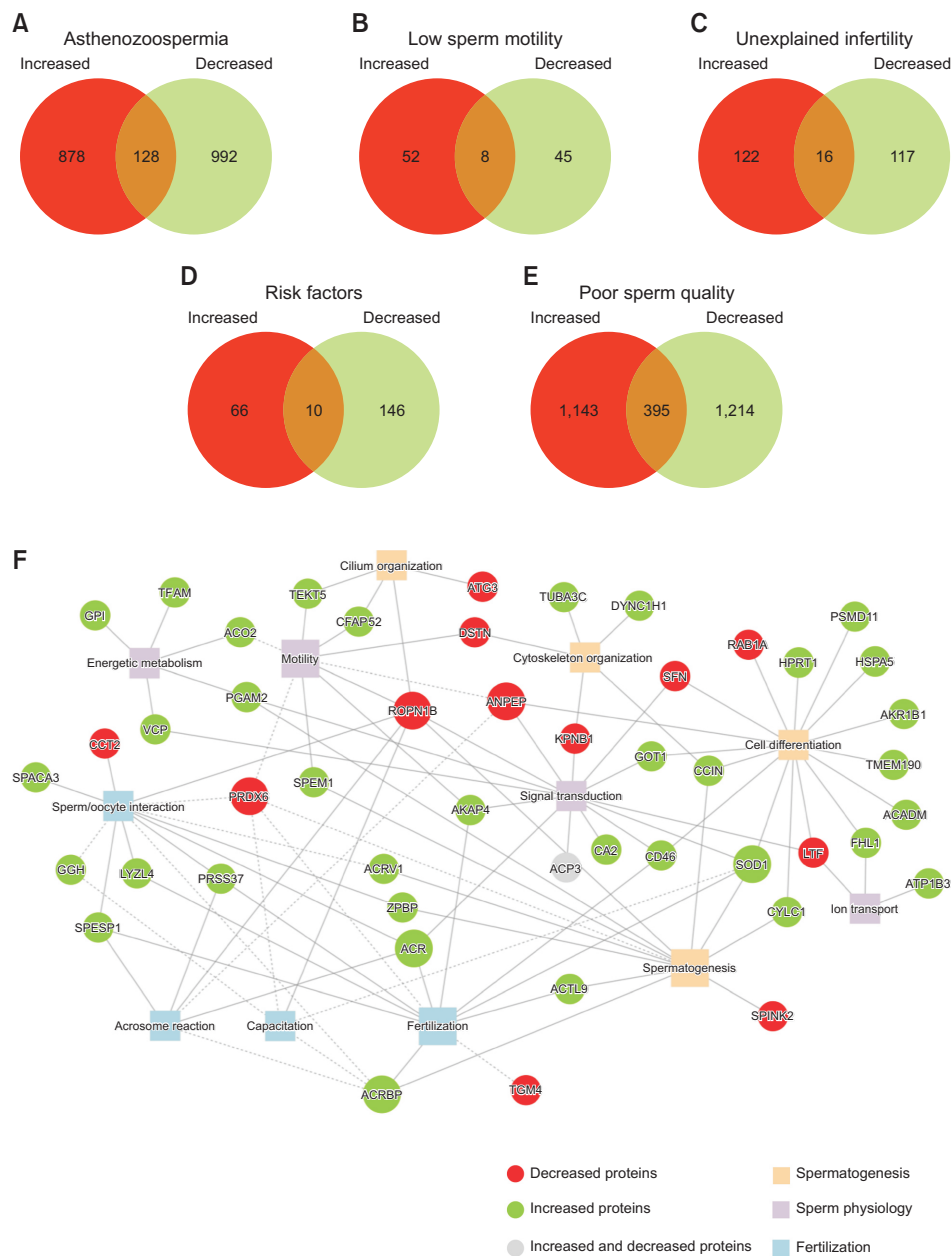 A
Asthenozoospermia
Increased
Decreased
878
128
992
B
Low sperm motility
Increased
Decreased
52
8
45
C
Unexplained infertility
Increased
Decreased
122
16
117
D
Risk factors
Increased
Decreased
66
10
146
E
Poor sperm quality
Increased
Decreased
1,143
395
1,214
F
Cilium organization
TFAM
TEKT5
ATG3
GPI
TUBA3C
DYNC1H1
PSMD11
CFAP52
ACO2
DSTN
RAB1A
Energetic metabolism
Motility
Cytoskeleton organization
HPRT1
HSPA5
SFN
PGAM2
ROPN1B
ANPEP
AKR1B1
VCP
CCT2
KPNB1
Cell differentiation
GOT1
CCIN
TMEM190
SPACA3
SPEM1
PRDX6
Sperm/oocyte interaction
AKAP4
Signal transduction
ACADM
FHL1
CA2
CD46
LTF
GGH
LYZL4
PRSS37
ACRV1
ACP3
SOD1
ATP1B3
ZPBP
CYLC1
Ion transport
SPESP1
ACR
Spermatogenesis
ACTL9
SPINK2
Acrosome reaction
Capacitation
Fertilization
ACRBP
TGM4
Decreased proteins
Spermatogenesis
Increased proteins
Sperm physiology
Increased and decreased proteins
Fertilization